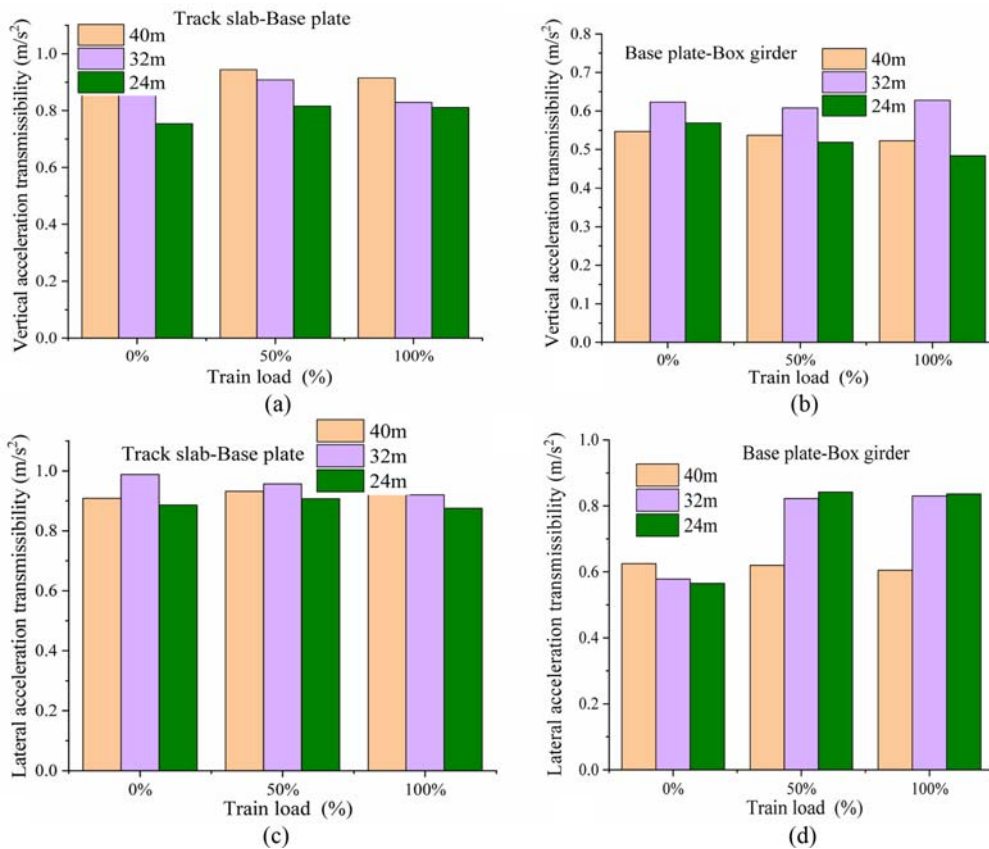 Track slab-Base plate
40m
32m
24m
Vertical acceleration transmissibility (m/s²)
1.0
0.8
0.6
0.4
0.2
0.0
0% 50% 100%
Train load (%)
(a)
Base plate-Box girder
40m
32m
24m
Vertical acceleration transmissibility (m/s²)
0.8
0.7
0.6
0.5
0.4
0.3
0.2
0.1
0.0
0% 50% 100%
Train load (%)
(b)
Track slab-Base plate
40m
32m
24m
Lateral acceleration transmissibility (m/s²)
1.0
0.8
0.6
0.4
0.2
0.0
0% 50% 100%
Train load (%)
(c)
Base plate-Box girder
40m
32m
24m
Lateral acceleration transmissibility (m/s²)
1.0
0.8
0.6
0.4
0.2
0.0
0% 50% 100%
Train load (%)
(d)